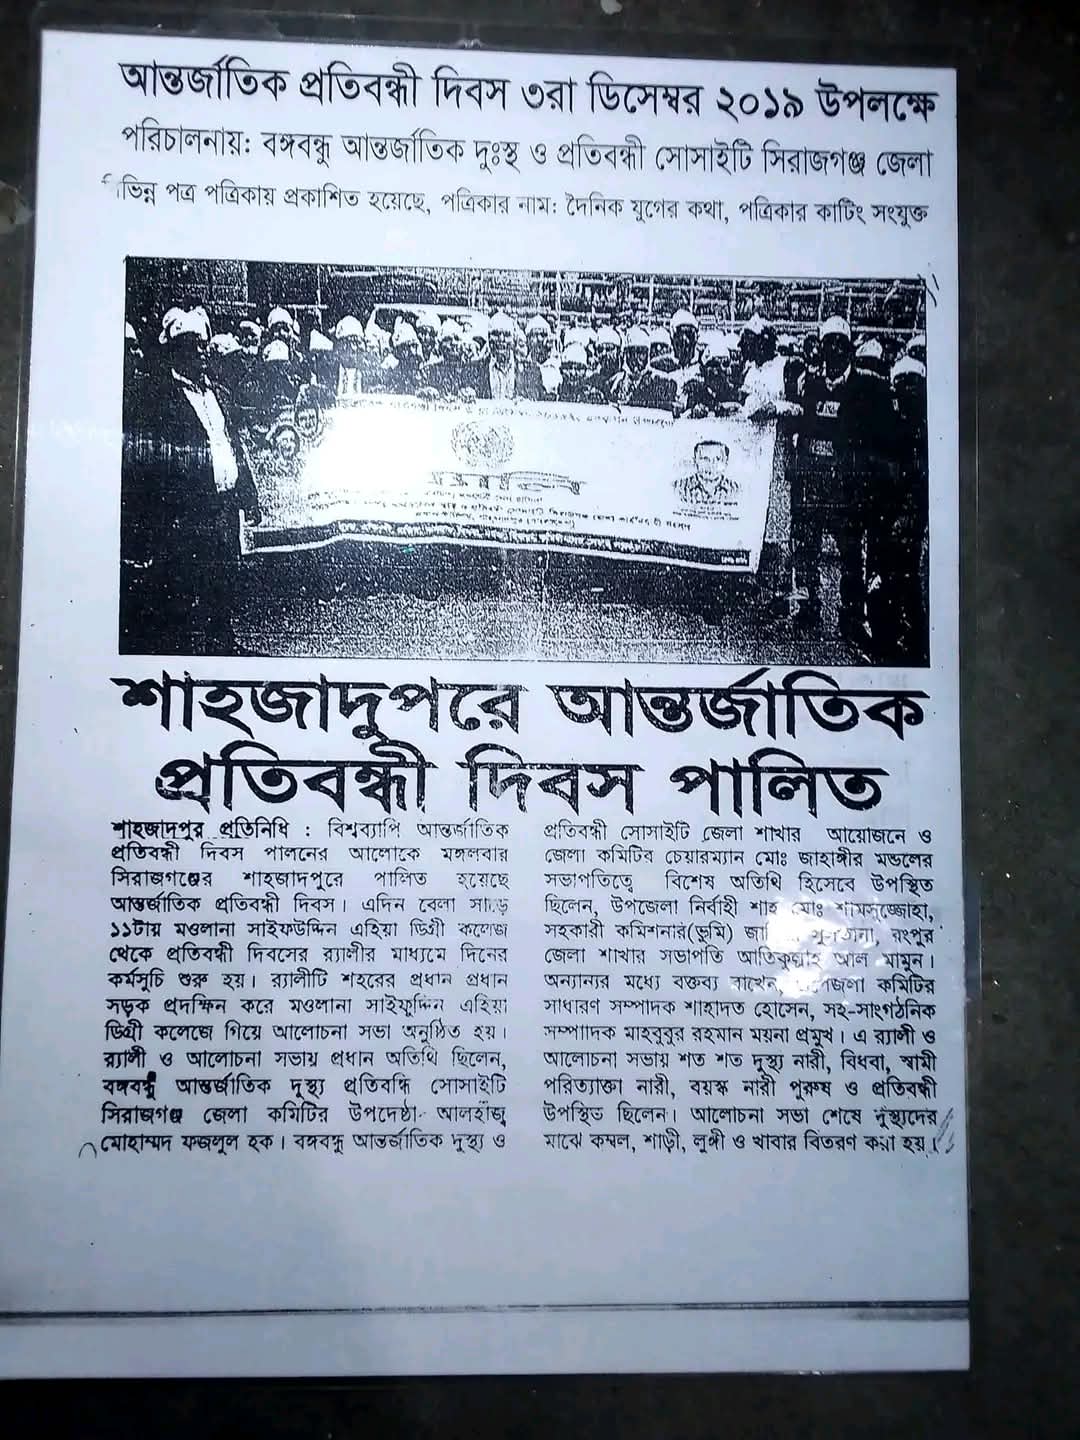 আন্তর্জাতিক প্রতিবন্ধী দিবস ৩রা ডিসেম্বর ২০১৯ উপলক্ষে
পরিচালনায়: বঙ্গবন্ধু আন্তর্জাতিক দুঃস্থ ও প্রতিবন্ধী সোসাইটি সিরাজগঞ্জ জেলা
বিভিন্ন পত্র পত্রিকায় প্রকাশিত হয়েছে, পত্রিকার নাম: দৈনিক যুগের কথা, পত্রিকার কাটিং সংযুক্ত
শাহজাদুপরে আন্তর্জাতিক
প্রতিবন্ধী দিবস পালিত
শাহজাদপুর প্রতিনিধি : বিশ্বব্যাপি আন্তর্জাতিক
প্রতিবন্ধী দিবস পালনের আলোকে মঙ্গলবার
সিরাজগঞ্জের শাহজাদপুরে পালিত হয়েছে
আন্তর্জাতিক প্রতিবন্ধী দিবস। এদিন বেলা সাড়ে
১১টায় মওলানা সাইফউদ্দিন এহিয়া ডিগ্রী কলেজ
থেকে প্রতিবন্ধী দিবসের র‍্যালীর মাধ্যমে দিনের
কর্মসুচি শুরু হয়। র‍্যালীটি শহরের প্রধান প্রধান
সড়ক প্রদক্ষিন করে মওলানা সাইফুদ্দিন এহিয়া
ডিগ্রী কলেজে গিয়ে আলোচনা সভা অনুষ্ঠিত হয়।
র‍্যালী ও আলোচনা সভায় প্রধান অতিথি ছিলেন,
বঙ্গবন্ধু আন্তর্জাতিক দুস্থ্য প্রতিবন্ধি সোসাইটি
সিরাজগঞ্জ জেলা কমিটির উপদেষ্ঠা আলহাজ্ব
মোহাম্মদ ফজলুল হক। বঙ্গবন্ধু আন্তর্জাতিক দুস্থ্য ও
প্রতিবন্ধী সোসাইটি জেলা শাখার আয়োজনে ও
জেলা কমিটির চেয়ারম্যান মোঃ জাহাঙ্গীর মন্ডলের
সভাপতিত্বে বিশেষ অতিথি হিসেবে উপস্থিত
ছিলেন, উপজেলা নির্বাহী শাহ মোঃ শামসুজ্জোহা,
সহকারী কমিশনার(ভুমি) রংপুর
জেলা শাখার সভাপতি আতিকুল্লাহ আল মামুন।
অন্যান্যর মধ্যে বক্তব্য রাখেন, উপজেলা কমিটির
সাধারণ সম্পাদক শাহাদত হোসেন, সহ-সাংগঠনিক
সম্পাদক মাহবুবুর রহমান ময়না প্রমুখ। এ র‍্যালী ও
আলোচনা সভায় শত শত দুস্থ্য নারী, বিধবা, স্বামী
পরিত্যাক্তা নারী, বয়স্ক নারী পুরুষ ও প্রতিবন্ধী
উপস্থিত ছিলেন। আলোচনা সভা শেষে দুস্থ্যদের
মাঝে কম্বল, শাড়ী, লুঙ্গী ও খাবার বিতরণ করা হয়।